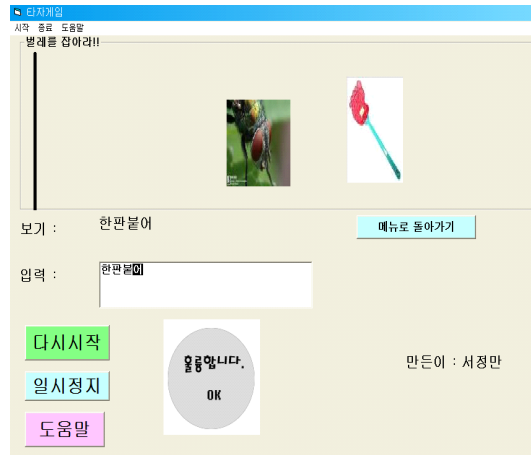 타자게임
시작 종료 도움말
벌레를 잡아라!!
보기 : 한판붙어
메뉴로 돌아가기
입력 : 한판붙어
다시시작
훌륭합니다.
OK
만든이 : 서정만
일시정지
도움말